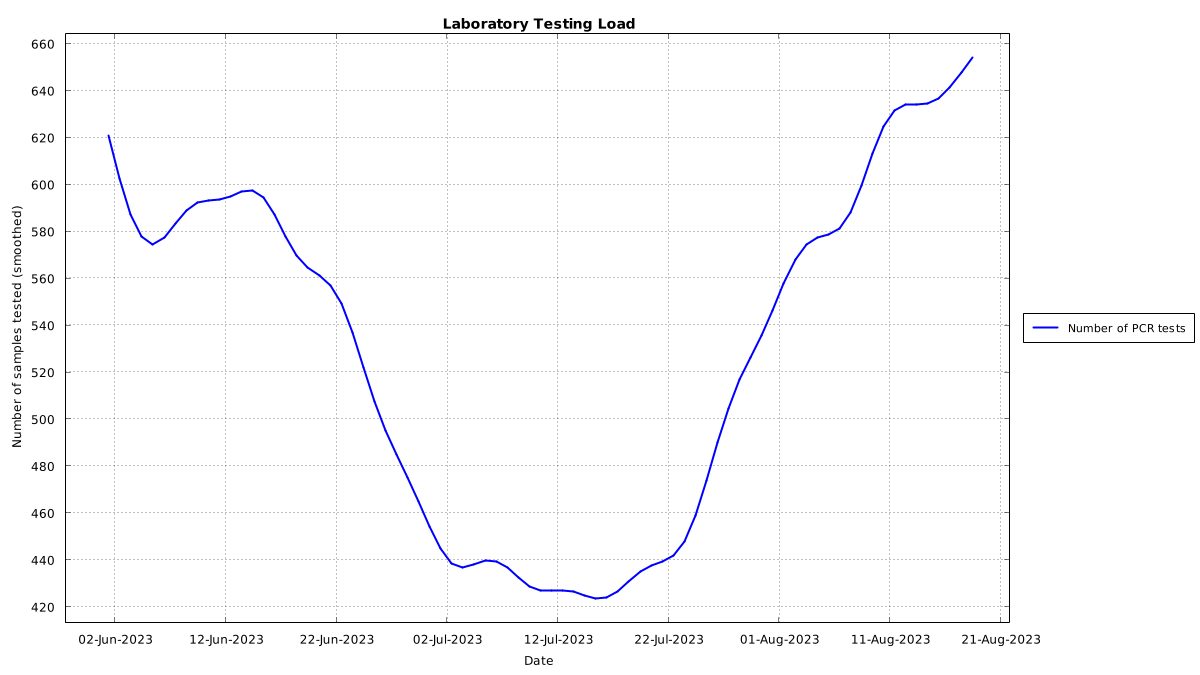 Laboratory Testing Load
Number of samples tested (smoothed)
660
640
620
600
580
560
540
520
500
480
460
440
420
02-Jun-2023 12-Jun-2023 22-Jun-2023 02-Jul-2023 12-Jul-2023 22-Jul-2023 01-Aug-2023 11-Aug-2023 21-Aug-2023
Date
Number of PCR tests